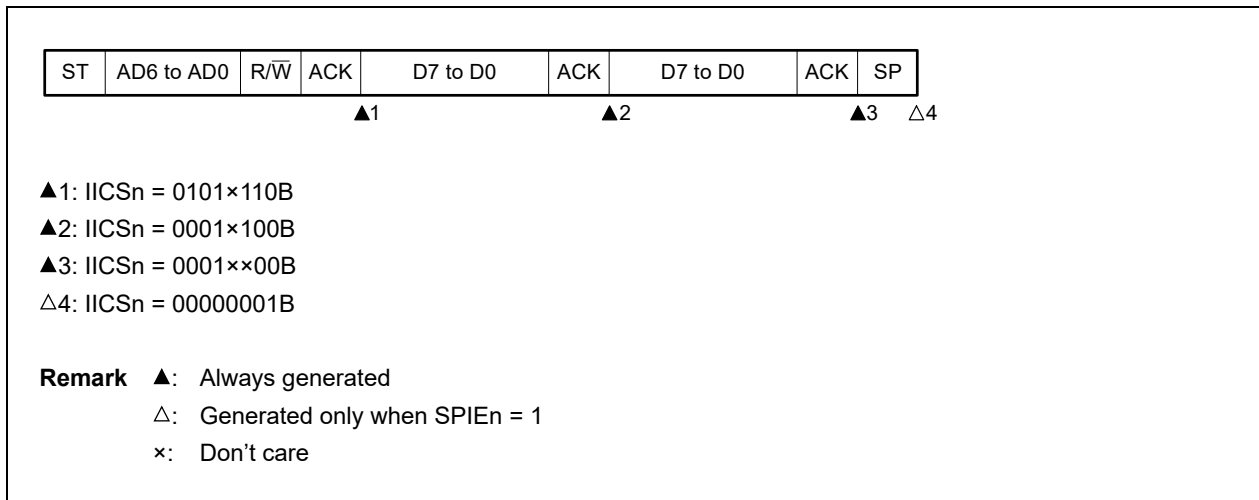 ST AD6 to AD0 R/W̅ ACK D7 to D0 ACK D7 to D0 ACK SP
▲1 ▲2 ▲3 △4
▲1: IICSn = 0101×110B
▲2: IICSn = 0001×100B
▲3: IICSn = 0001××00B
△4: IICSn = 00000001B
Remark ▲: Always generated
△: Generated only when SPIEn = 1
×: Don't care